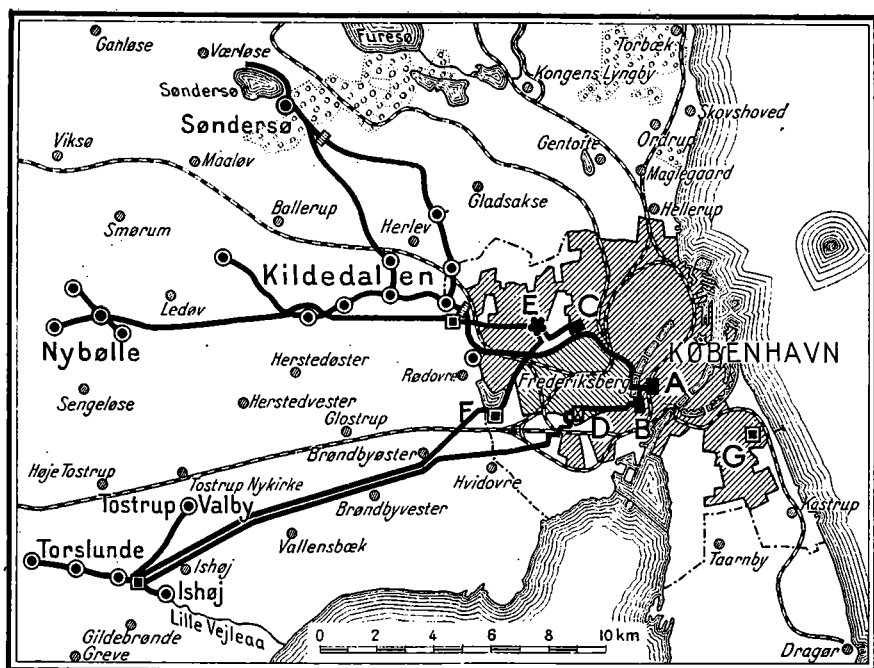 Ganløse
Værløse
Furesø
Torbæk
Søndersø
Kongens Lyngby
Søndersø
Skovshoved
Ordrup
Viksø
Maaløv
Gentofte
Maglegaard
Gladsakse
Hellerup
Smørum
Ballerup
Herlev
Kildedalen
Ledøv
E
C
Nybølle
KØBENHAVN
Herstedøster
Rødovre
Frederiksberg
A
Sengeløse
Herstedvester
F
B
Glostrup
D
G
Høje Tostrup
Brøndbyøster
Tostrup Nykirke
Hvidovre
Tostrup Valby
Brøndbyvester
Kastrup
Torslunde
Vallensbæk
Taarnby
Ishøj
Ishøj
Lille Vejleaa
Gildebrønde
Greve
0 2 4 6 8 10 km
Dragør